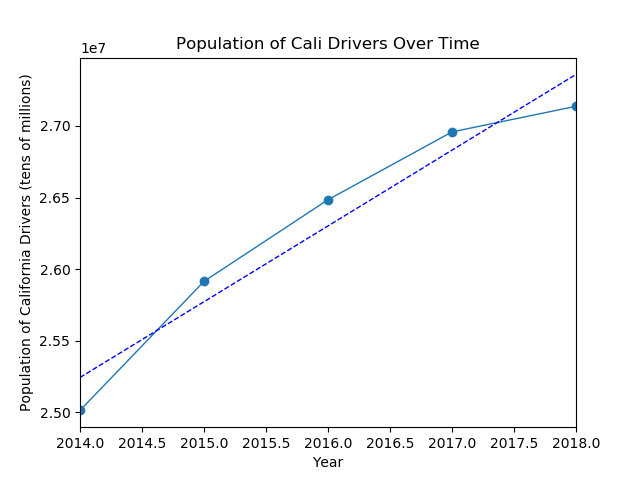 Population of Cali Drivers Over Time
1e7
Population of California Drivers (tens of millions)
2.70
2.65
2.60
2.55
2.50
2014.0 2014.5 2015.0 2015.5 2016.0 2016.5 2017.0 2017.5 2018.0
Year